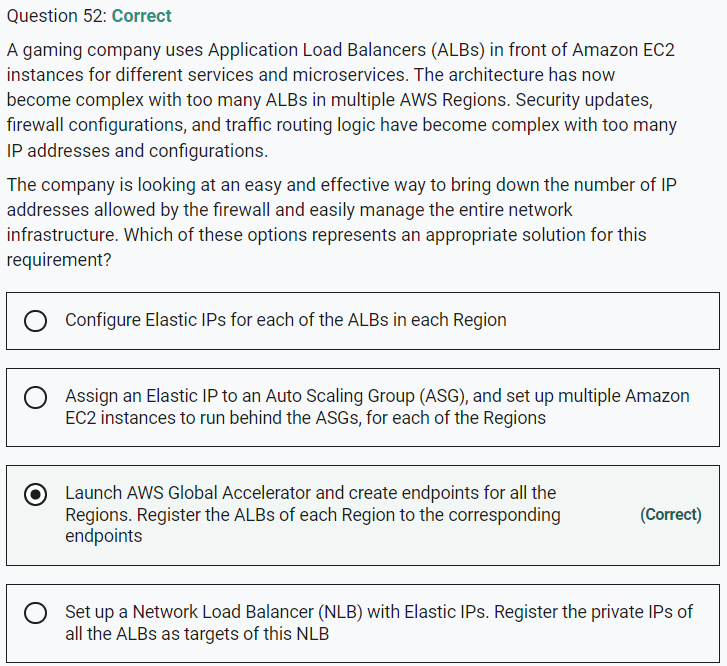 Question 52: Correct
A gaming company uses Application Load Balancers (ALBs) in front of Amazon EC2
instances for different services and microservices. The architecture has now
become complex with too many ALBs in multiple AWS Regions. Security updates,
firewall configurations, and traffic routing logic have become complex with too many
IP addresses and configurations.
The company is looking at an easy and effective way to bring down the number of IP
addresses allowed by the firewall and easily manage the entire network
infrastructure. Which of these options represents an appropriate solution for this
requirement?
Configure Elastic IPs for each of the ALBs in each Region
Assign an Elastic IP to an Auto Scaling Group (ASG), and set up multiple Amazon
EC2 instances to run behind the ASGs, for each of the Regions
Launch AWS Global Accelerator and create endpoints for all the
Regions. Register the ALBs of each Region to the corresponding
endpoints
(Correct)
Set up a Network Load Balancer (NLB) with Elastic IPs. Register the private IPs of
all the ALBs as targets of this NLB